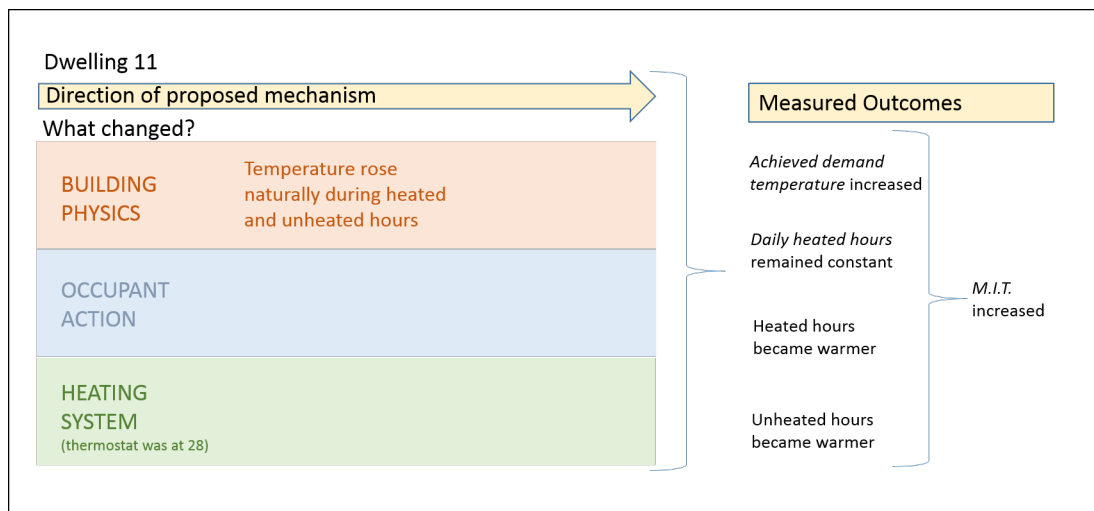 Dwelling 11
Direction of proposed mechanism
What changed?
BUILDING
PHYSICS
Temperature rose
naturally during heated
and unheated hours
OCCUPANT
ACTION
HEATING
SYSTEM
(thermostat was at 28)
Measured Outcomes
Achieved demand
temperature increased
Daily heated hours
remained constant
Heated hours
became warmer
Unheated hours
became warmer
M.I.T.
increased